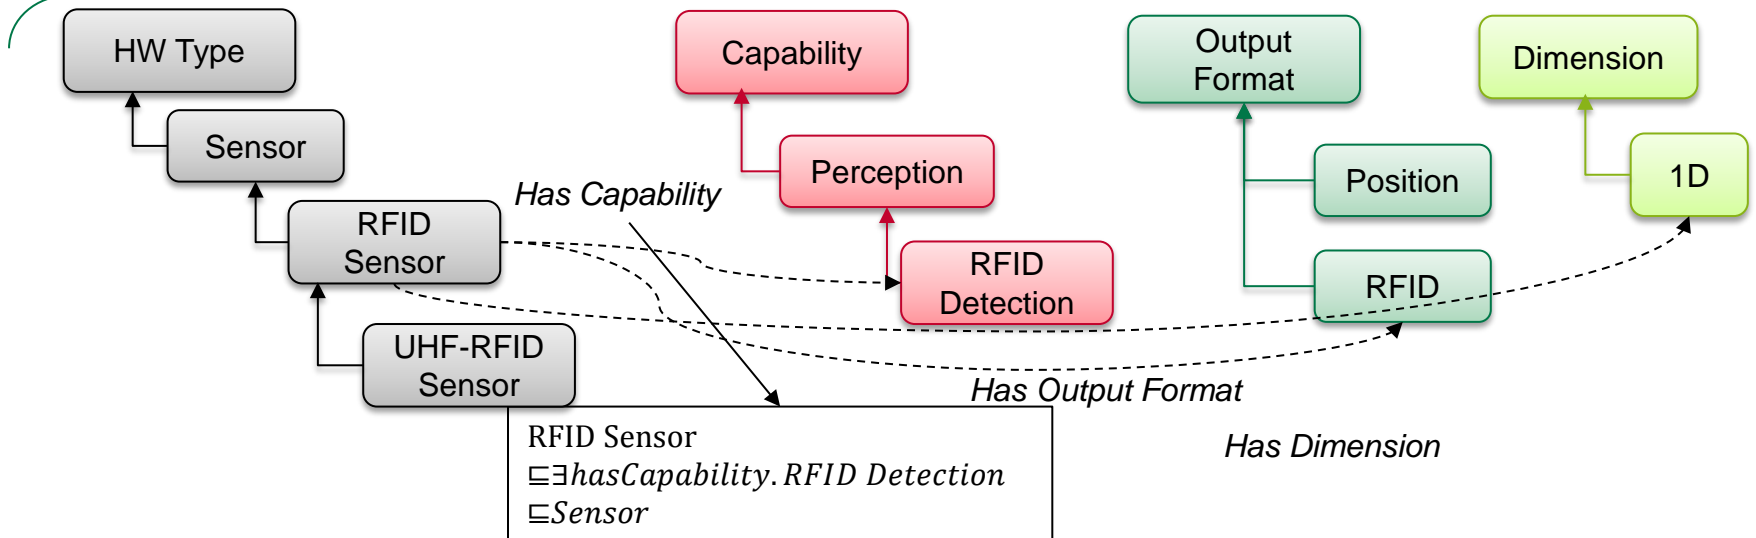 HW Type
Sensor
RFID
Sensor
UHF-RFID
Sensor
Has Capability
Capability
Perception
RFID
Detection
Output
Format
Position
RFID
Dimension
1D
Has Output Format
Has Dimension
RFID Sensor
⊑∃hasCapability.RFID Detection
⊑Sensor